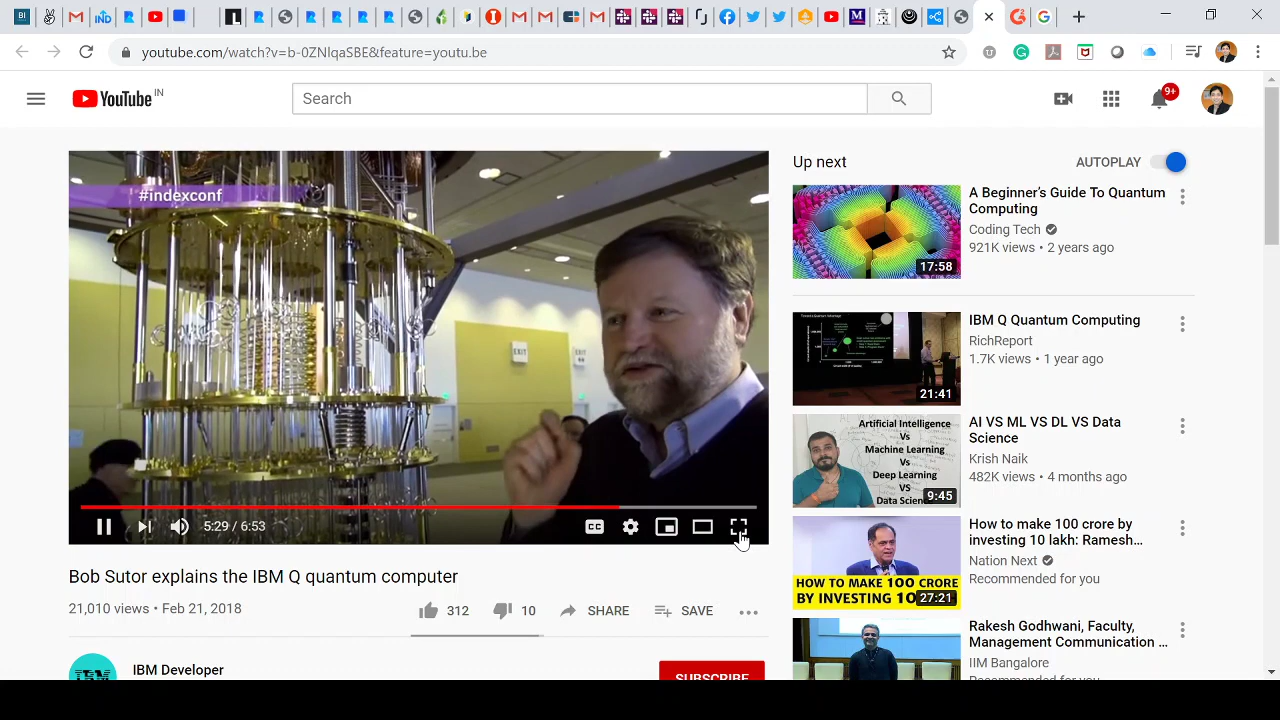 youtube.com/watch?v=b-0ZNlqaSBE&feature=youtu.be
YouTube IN
Search
9+
#indexconf
EXIT
EXIT
5:29 / 6:53
Bob Sutor explains the IBM Q quantum computer
21,010 views • Feb 21, 2018
312
10
SHARE
SAVE
IBM Developer
SUBSCRIBE
Up next
AUTOPLAY
17:58
A Beginner's Guide To Quantum
Computing
Coding Tech
921K views • 2 years ago
21:41
IBM Q Quantum Computing
RichReport
1.7K views • 1 year ago
Artificial Intelligence
Vs
Machine Learning
Vs
Deep Learning
VS
Data Scien
9:45
AI VS ML VS DL VS Data
Science
Krish Naik
482K views • 4 months ago
HOW TO MAKE 100 CRORE
BY INVESTING 10
27:21
How to make 100 crore by
investing 10 lakh: Ramesh...
Nation Next
Recommended for you
Rakesh Godhwani, Faculty,
Management Communication ...
IIM Bangalore
Recommended for you